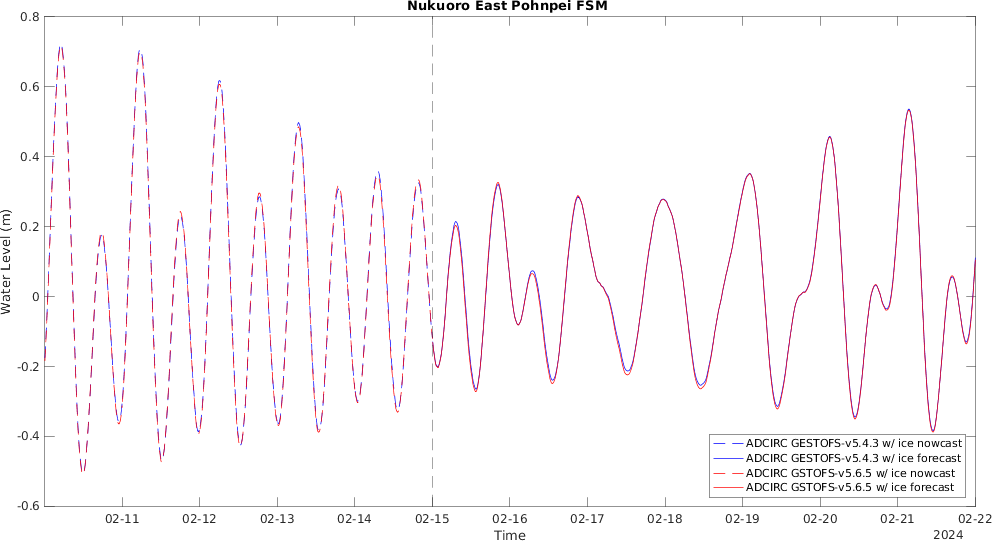 Nukuoro East Pohnpei FSM
Water Level (m)
0.8
0.6
0.4
0.2
0
-0.2
-0.4
-0.6
ADCIRC GESTOFS-v5.4.3 w/ ice nowcast
ADCIRC GESTOFS-v5.4.3 w/ ice forecast
ADCIRC GSTOFS-v5.6.5 w/ ice nowcast
ADCIRC GSTOFS-v5.6.5 w/ ice forecast
02-11 02-12 02-13 02-14 02-15 02-16 02-17 02-18 02-19 02-20 02-21 02-22
Time
2024